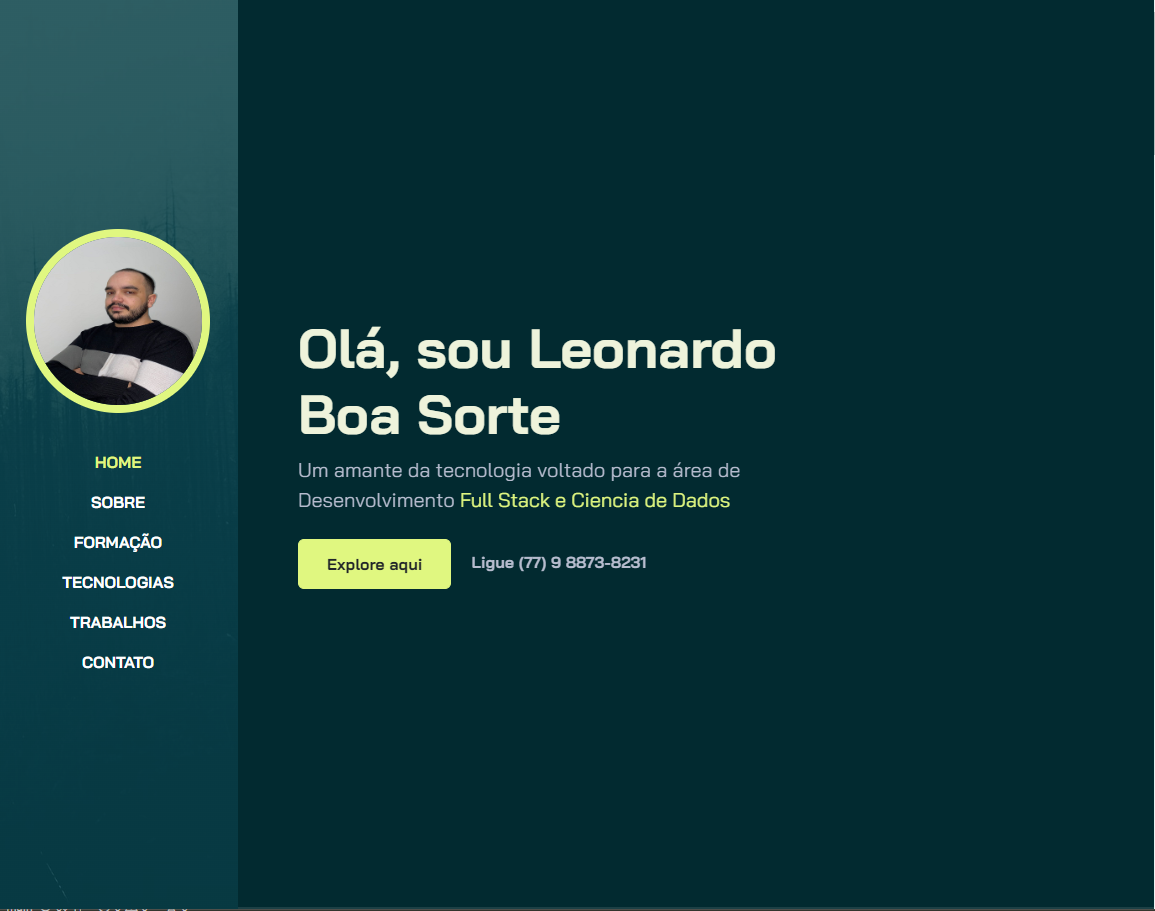 HOME
SOBRE
FORMAÇÃO
TECNOLOGIAS
TRABALHOS
CONTATO
Olá, sou Leonardo
Boa Sorte
Um amante da tecnologia voltado para a área de
Desenvolvimento Full Stack e Ciencia de Dados
Explore aqui
Ligue (77) 9 8873-8231